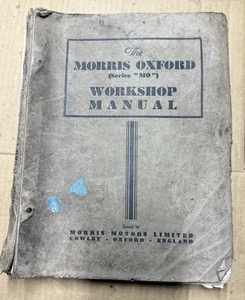 The
MORRIS OXFORD
(Series "MO")
WORKSHOP
MANUAL
Issued by
MORRIS MOTORS LIMITED
COWLEY - OXFORD - ENGLAND